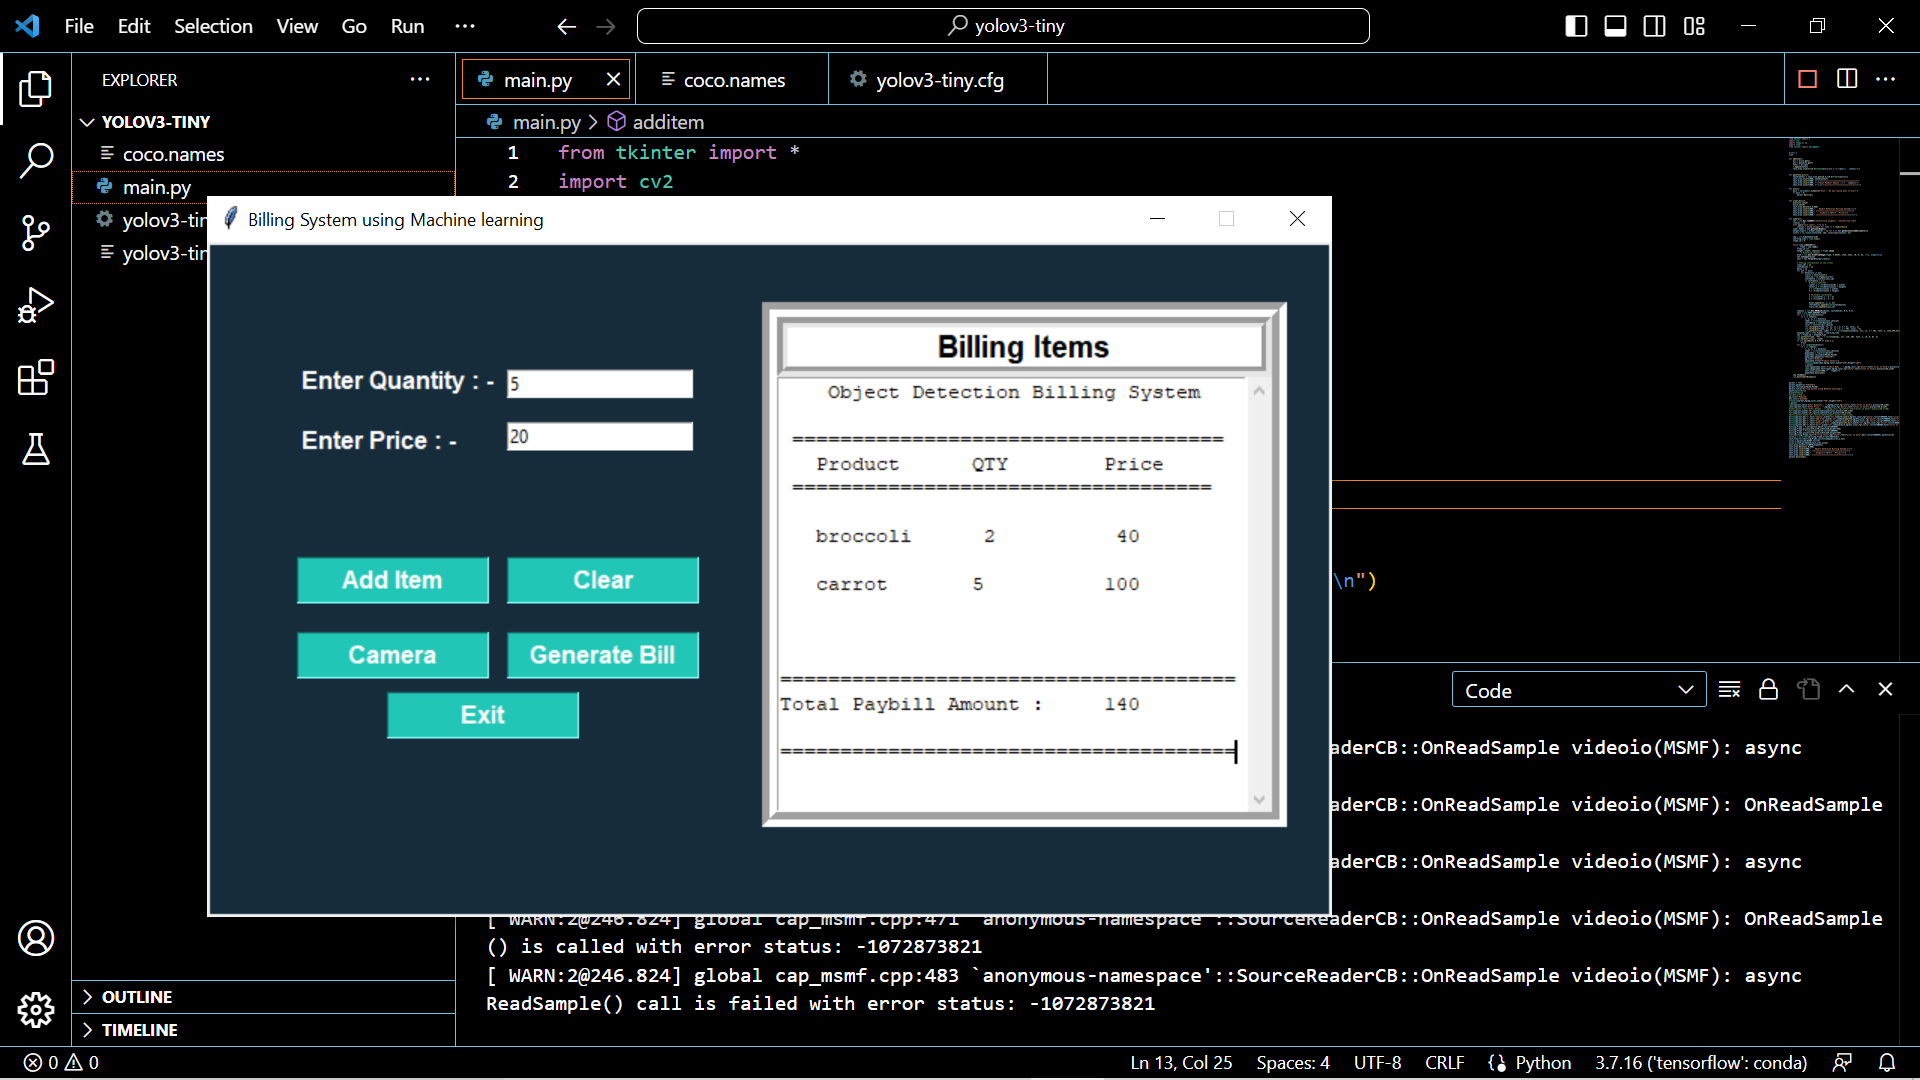 File Edit Selection View Go Run ···
yolov3-tiny
EXPLORER ···
YOLOV3-TINY
coco.names
main.py
yolov3-tin
yolov3-tin
OUTLINE
TIMELINE
main.py
coco.names
yolov3-tiny.cfg
main.py > additem
1 from tkinter import *
2 import cv2
\n")
Billing System using Machine learning
Enter Quantity : - 5
Enter Price : - 20
Add Item Clear
Camera Generate Bill
Exit
Billing Items
Object Detection Billing System
====================================
Product QTY Price
===================================
broccoli 2 40
carrot 5 100
======================================
Total Paybill Amount : 140
======================================
Code
aderCB::OnReadSample videoio(MSMF): async
aderCB::OnReadSample videoio(MSMF): OnReadSample
aderCB::OnReadSample videoio(MSMF): async
[ WARN:2@246.824] global cap_msmf.cpp:471 `anonymous-namespace'::SourceReaderCB::OnReadSample videoio(MSMF): OnReadSample
() is called with error status: -1072873821
[ WARN:2@246.824] global cap_msmf.cpp:483 `anonymous-namespace'::SourceReaderCB::OnReadSample videoio(MSMF): async
ReadSample() call is failed with error status: -1072873821
0 0
Ln 13, Col 25 Spaces: 4 UTF-8 CRLF Python 3.7.16 ('tensorflow': conda)